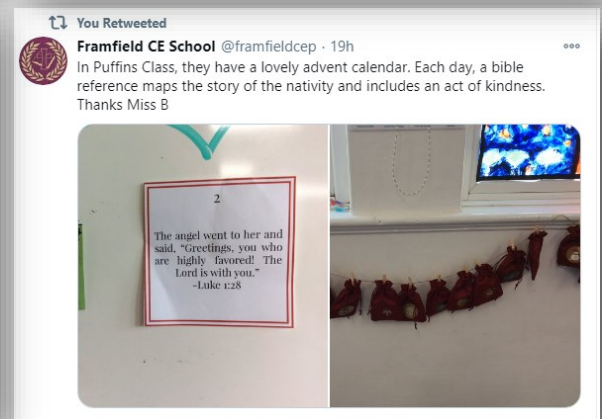 You Retweeted
Framfield CE School @framfieldcep · 19h
In Puffins Class, they have a lovely advent calendar. Each day, a bible
reference maps the story of the nativity and includes an act of kindness.
Thanks Miss B
2
The angel went to her and
said, "Greetings, you who
are highly favored! The
Lord is with you."
-Luke 1:28